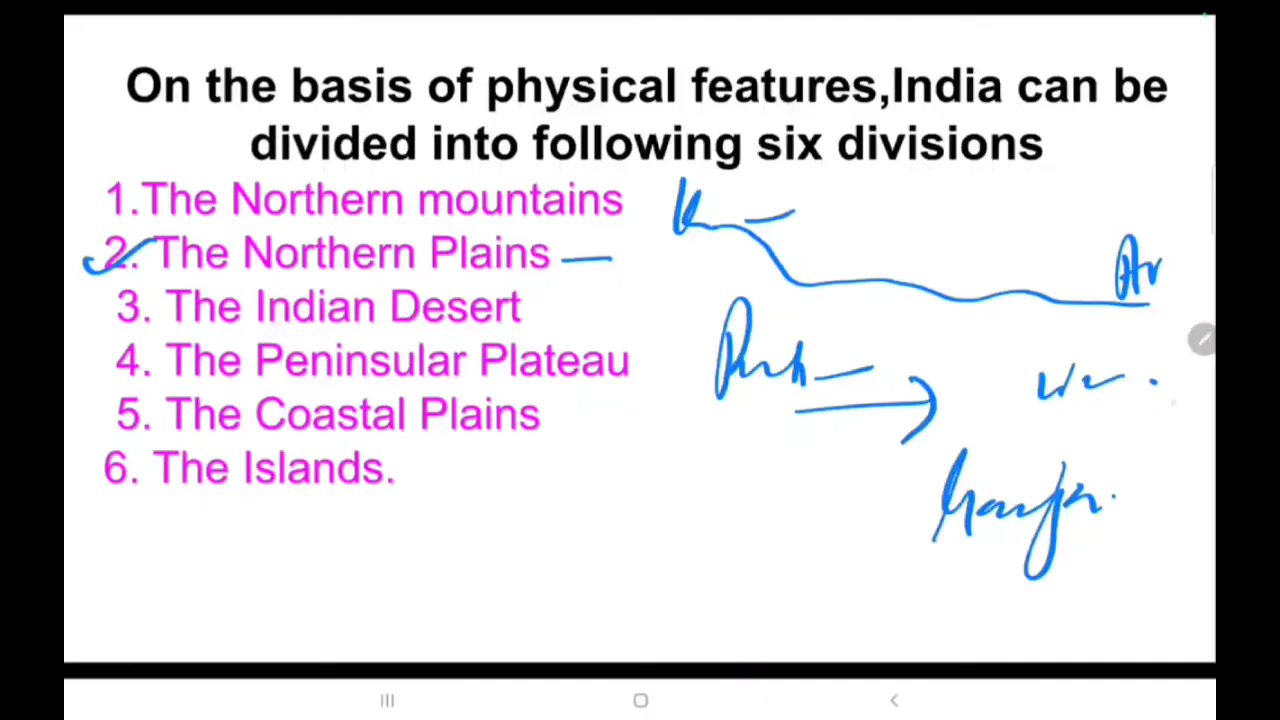 On the basis of physical features,India can be
divided into following six divisions
1.The Northern mountains
2. The Northern Plains
3. The Indian Desert
4. The Peninsular Plateau
5. The Coastal Plains
6. The Islands.
Ar